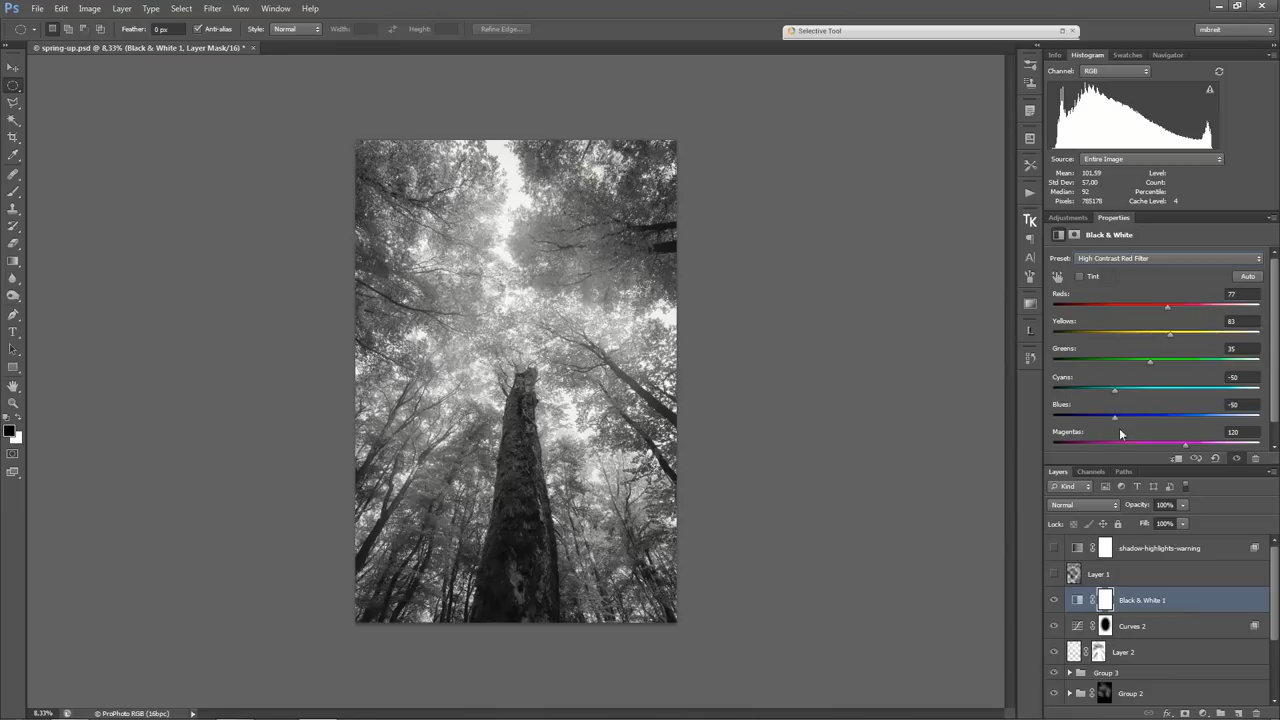 Ps File Edit Image Layer Type Select Filter View Window Help
Feather: 0 px Anti-alias Style: Normal Width: Height: Refine Edge... Selective Tool mibreit
© spring-up.psd @ 8,33% (Black & White 1, Layer Mask/16) *
Info Histogram Swatches Navigator
Channel: RGB
Source: Entire Image
Mean: 101,59 Level:
Std Dev: 57,00 Count:
Median: 92 Percentile:
Pixels: 785178 Cache Level: 4
Adjustments Properties
Black & White
Preset: High Contrast Red Filter
Tint Auto
Reds: 77
Yellows: 83
Greens: 35
Cyans: -50
Blues: -50
Magentas: 120
Layers Channels Paths
Kind
Normal Opacity: 100%
Lock: Fill: 100%
shadow-highlights-warning
Layer 1
Black & White 1
Curves 2
Layer 2
Group 3
Group 2
TK
8.33% ProPhoto RGB (16bpc)